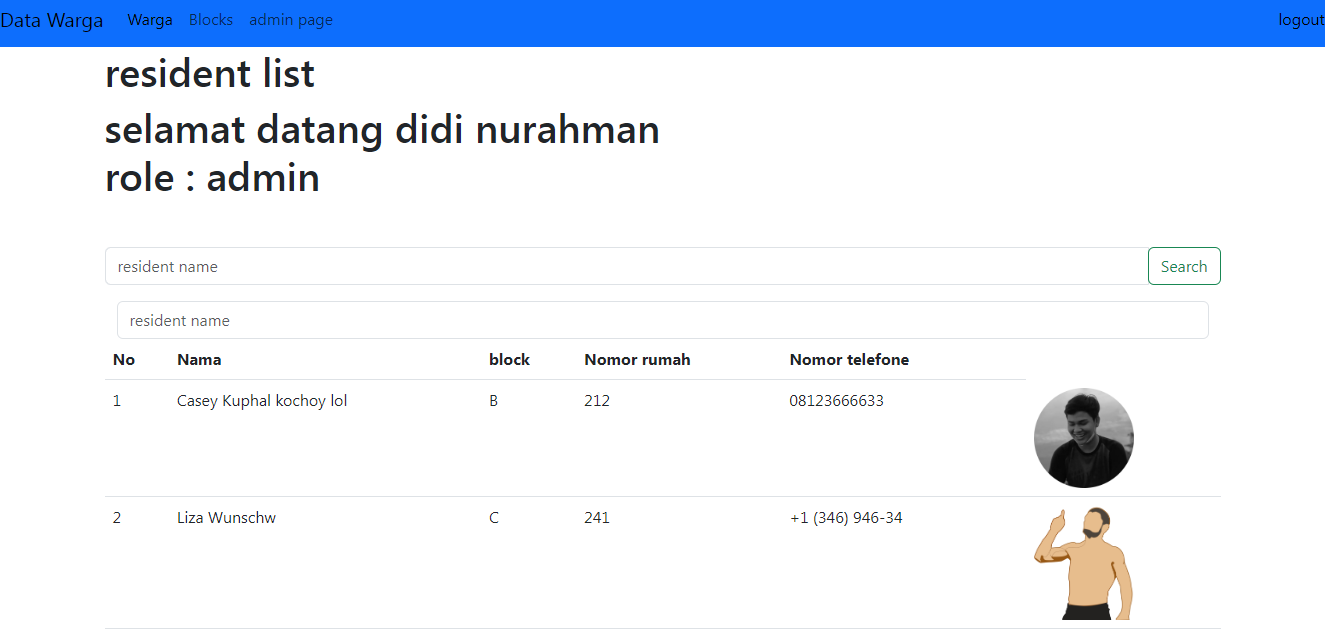 Data Warga Warga Blocks admin page logout
resident list
selamat datang didi nurahman
role : admin
resident name Search
resident name
No Nama block Nomor rumah Nomor telefone
1 Casey Kuphal kochoy lol B 212 08123666633
2 Liza Wunschw C 241 +1 (346) 946-34